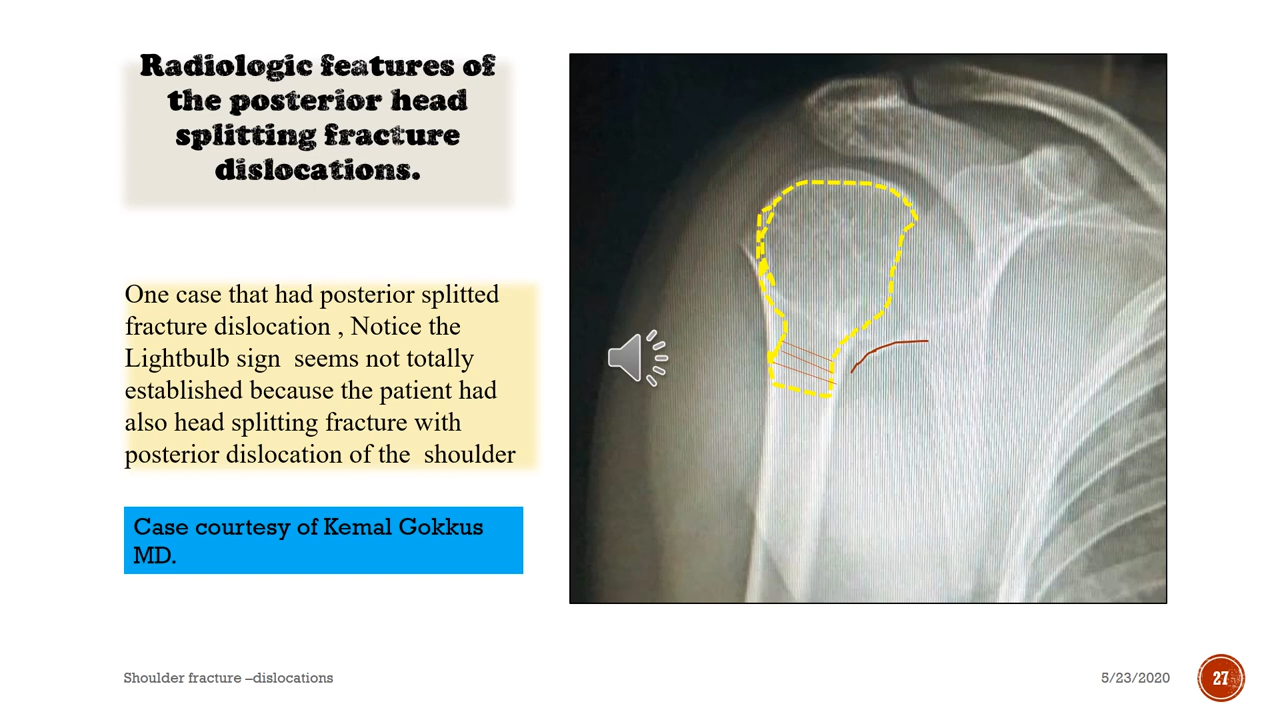 Radiologic features of
the posterior head
splitting fracture
dislocations.
One case that had posterior splitted
fracture dislocation , Notice the
Lightbulb sign  seems not totally
established because the patient had
also head splitting fracture with
posterior dislocation of the  shoulder
Case courtesy of Kemal Gokkus
MD.
Shoulder fracture –dislocations
5/23/2020
27